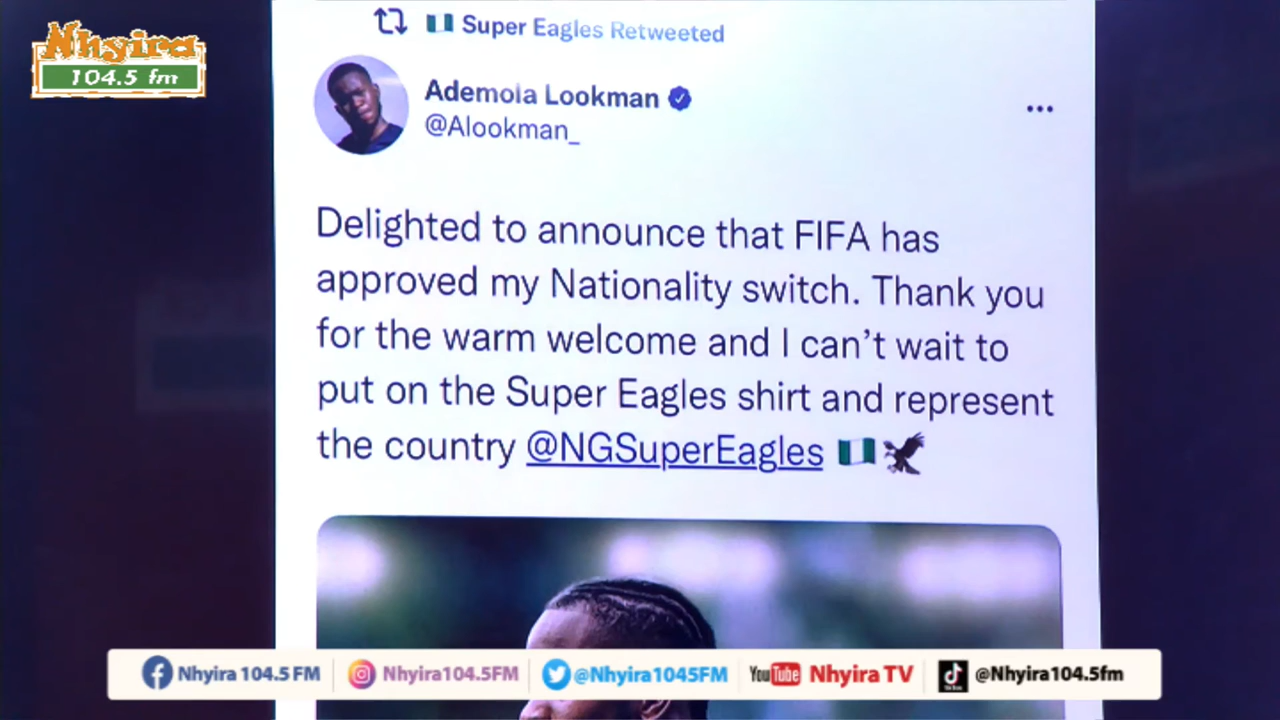 Nhyira
104.5 fm
Super Eagles Retweeted
Ademola Lookman
@Alookman_
Delighted to announce that FIFA has
approved my Nationality switch. Thank you
for the warm welcome and I can't wait to
put on the Super Eagles shirt and represent
the country @NGSuperEagles
Nhyira 104.5 FM Nhyira104.5FM @Nhyira1045FM YouTube Nhyira TV @Nhyira104.5fm